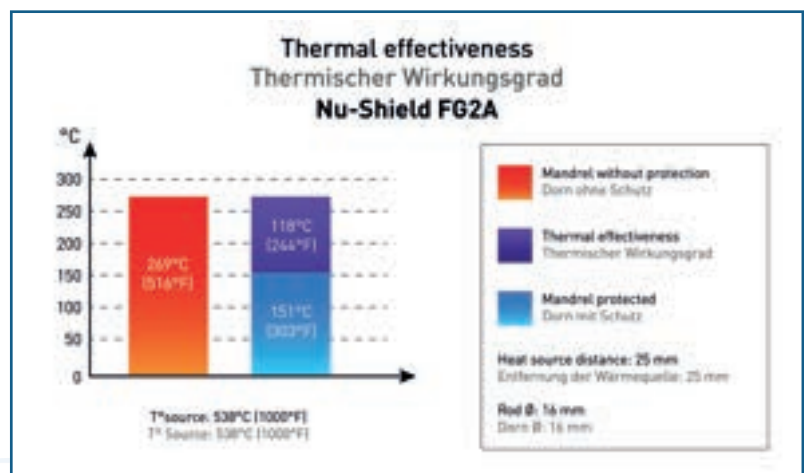 Thermal effectiveness
Thermischer Wirkungsgrad
Nu-Shield FG2A
°C
300
250
200
150
100
50
0
269°C
(516°F)
118°C
(244°F)
151°C
(303°F)
T°source: 538°C (1000°F)
T° Source: 538°C (1000°F)
Mandrel without protection
Dorn ohne Schutz
Thermal effectiveness
Thermischer Wirkungsgrad
Mandrel protected
Dorn mit Schutz
Heat source distance: 25 mm
Entfernung der Wärmequelle: 25 mm
Rod Ø: 16 mm
Dorn Ø: 16 mm